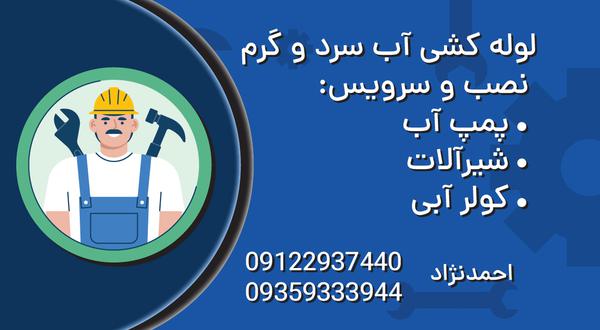 لوله کشی آب سرد و گرم
نصب و سرویس:
• پمپ آب
• شیرآلات
• کولر آبی
احمدنژاد
09122937440
09359333944